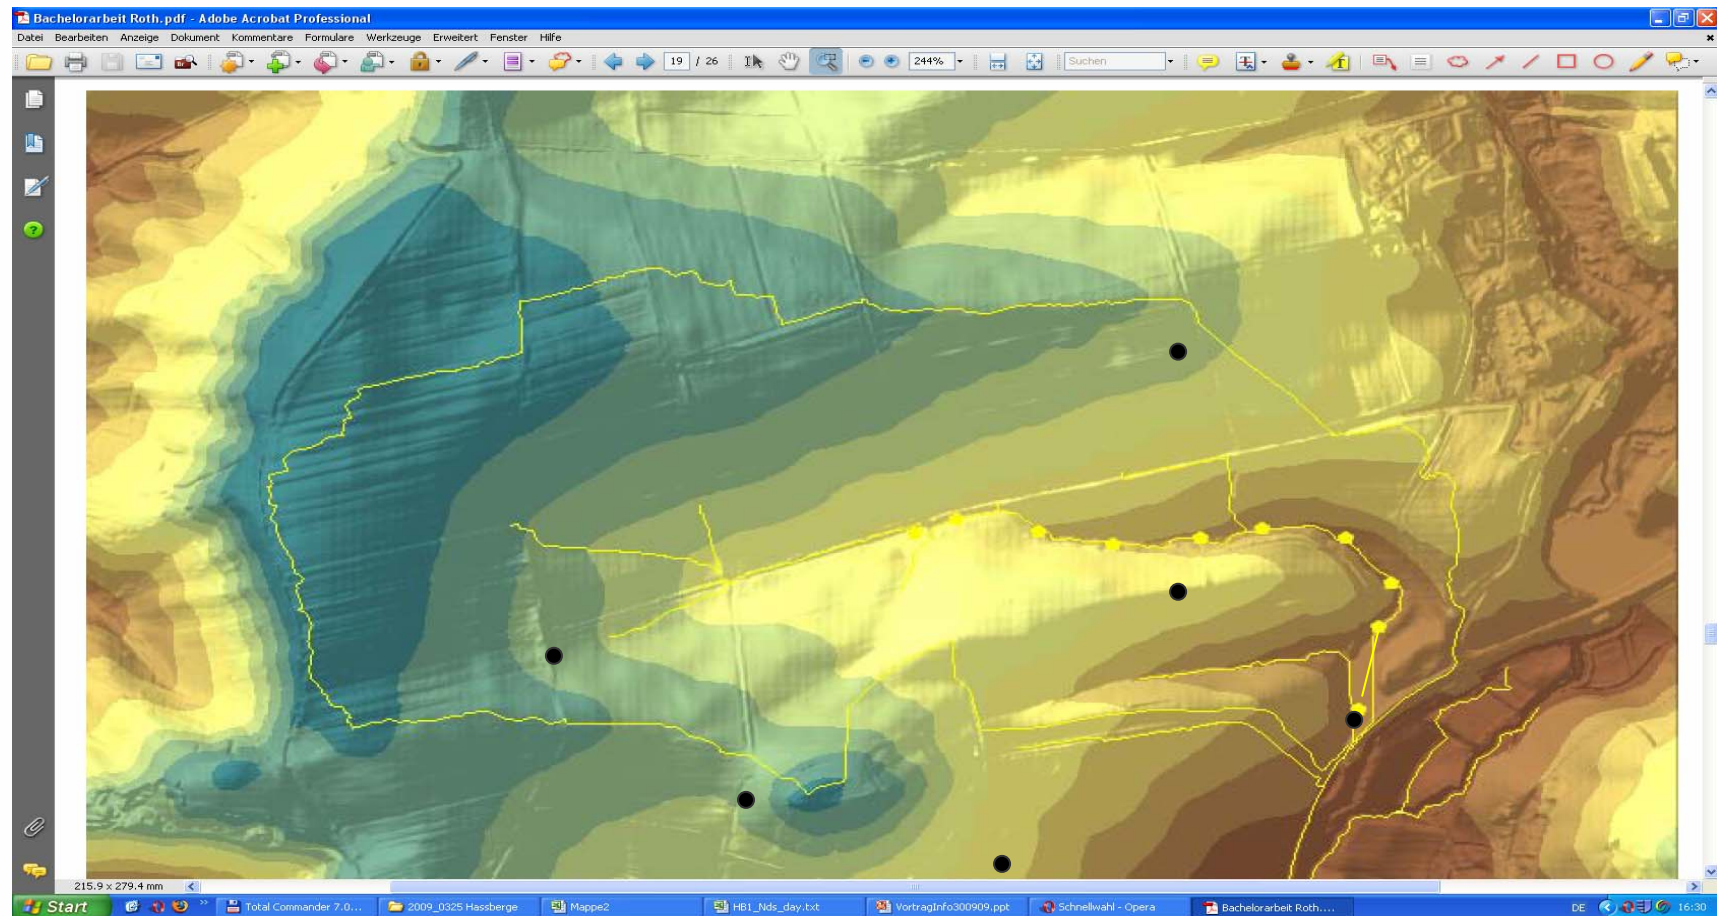 Bachelorarbeit Roth.pdf - Adobe Acrobat Professional
Datei Bearbeiten Anzeige Dokument Kommentare Formulare Werkzeuge Erweitert Fenster Hilfe
19 / 26 244% Suchen
215.9 x 279.4 mm
Start Total Commander 7.0... 2009_0325 Hassberge Mappe2 HB1_Nds_day.txt VortragInfo300909.ppt Schnellwahl - Opera Bachelorarbeit Roth.... DE 16:30